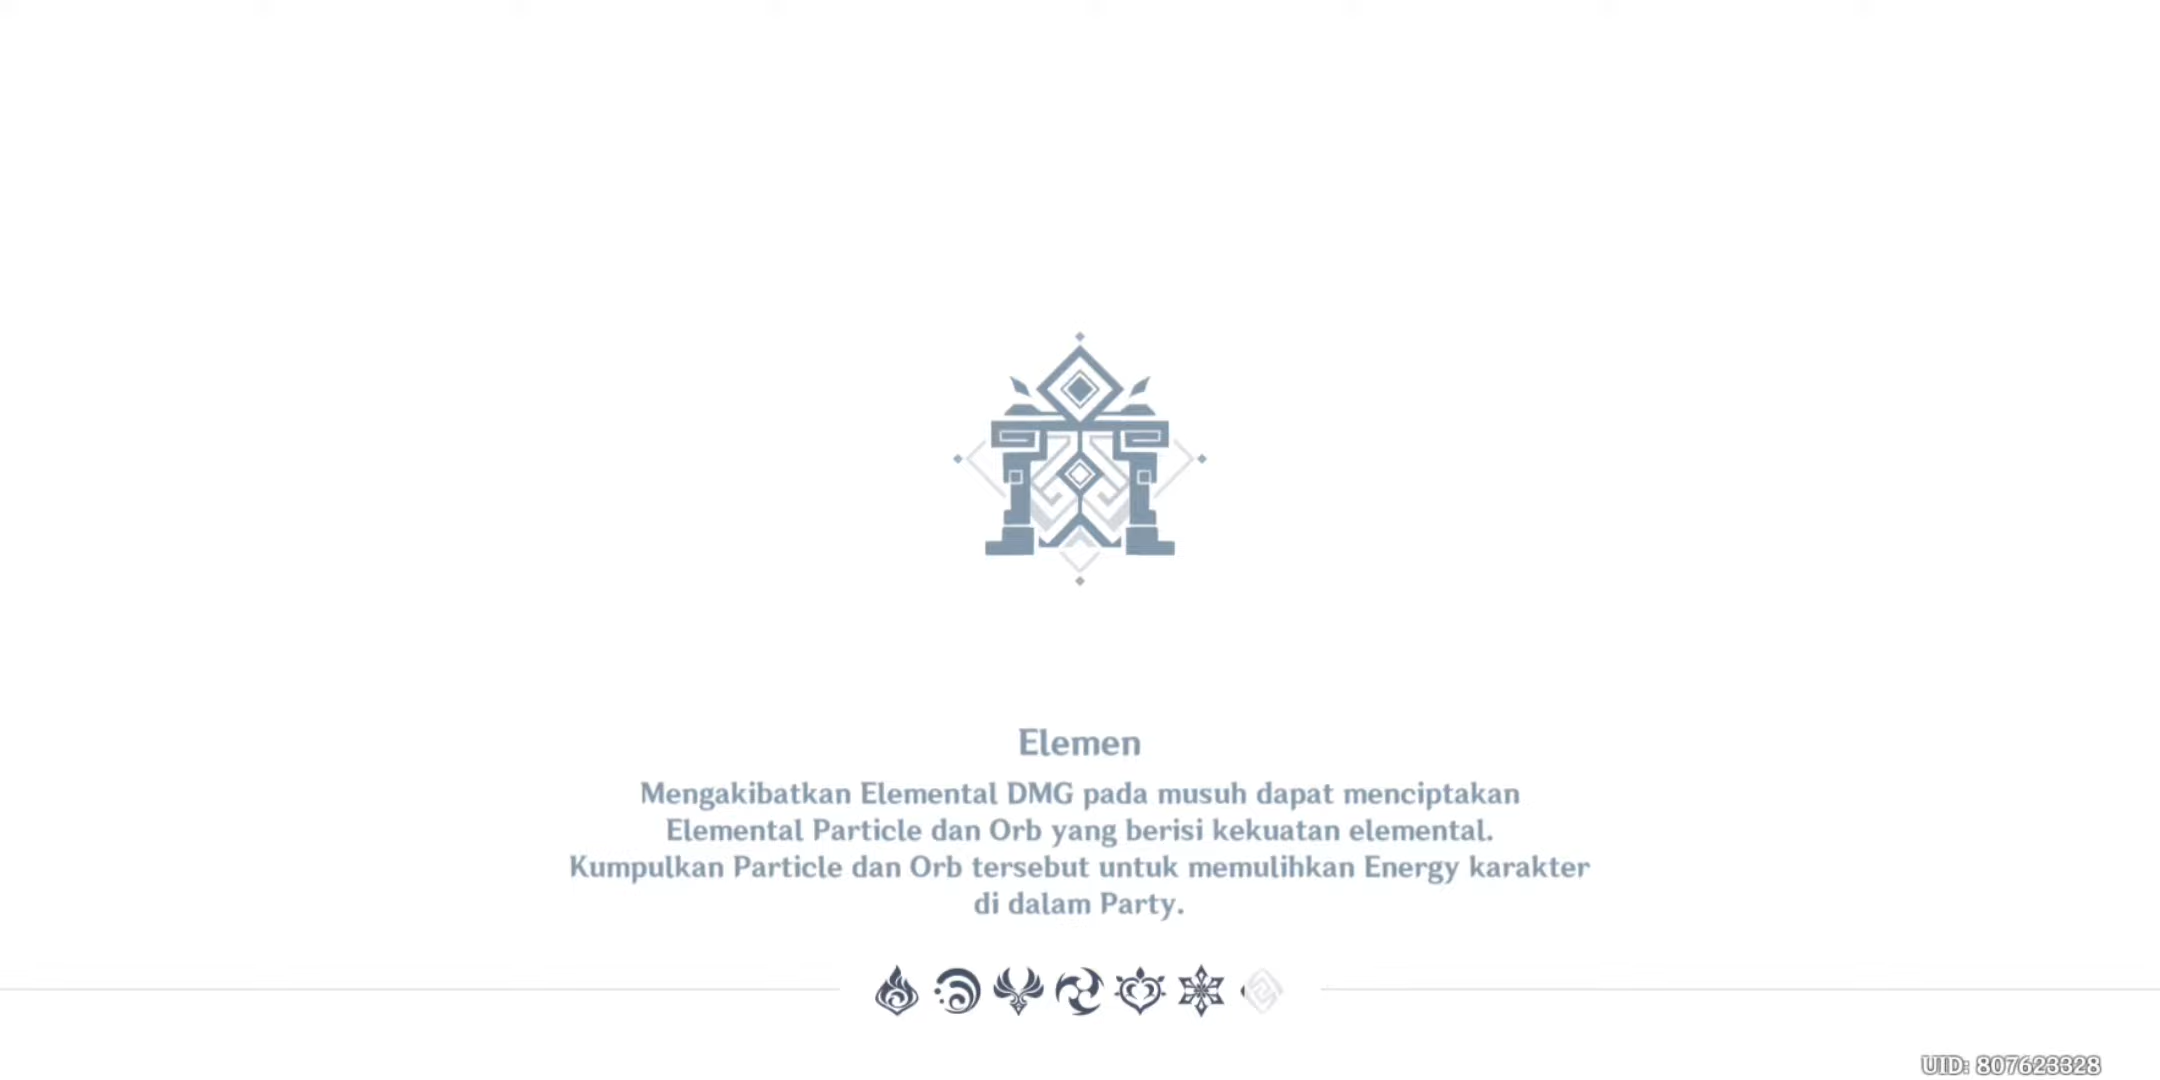 Elemen
Mengakibatkan Elemental DMG pada musuh dapat menciptakan
Elemental Particle dan Orb yang berisi kekuatan elemental.
Kumpulkan Particle dan Orb tersebut untuk memulihkan Energy karakter
di dalam Party.
UID: 807623328